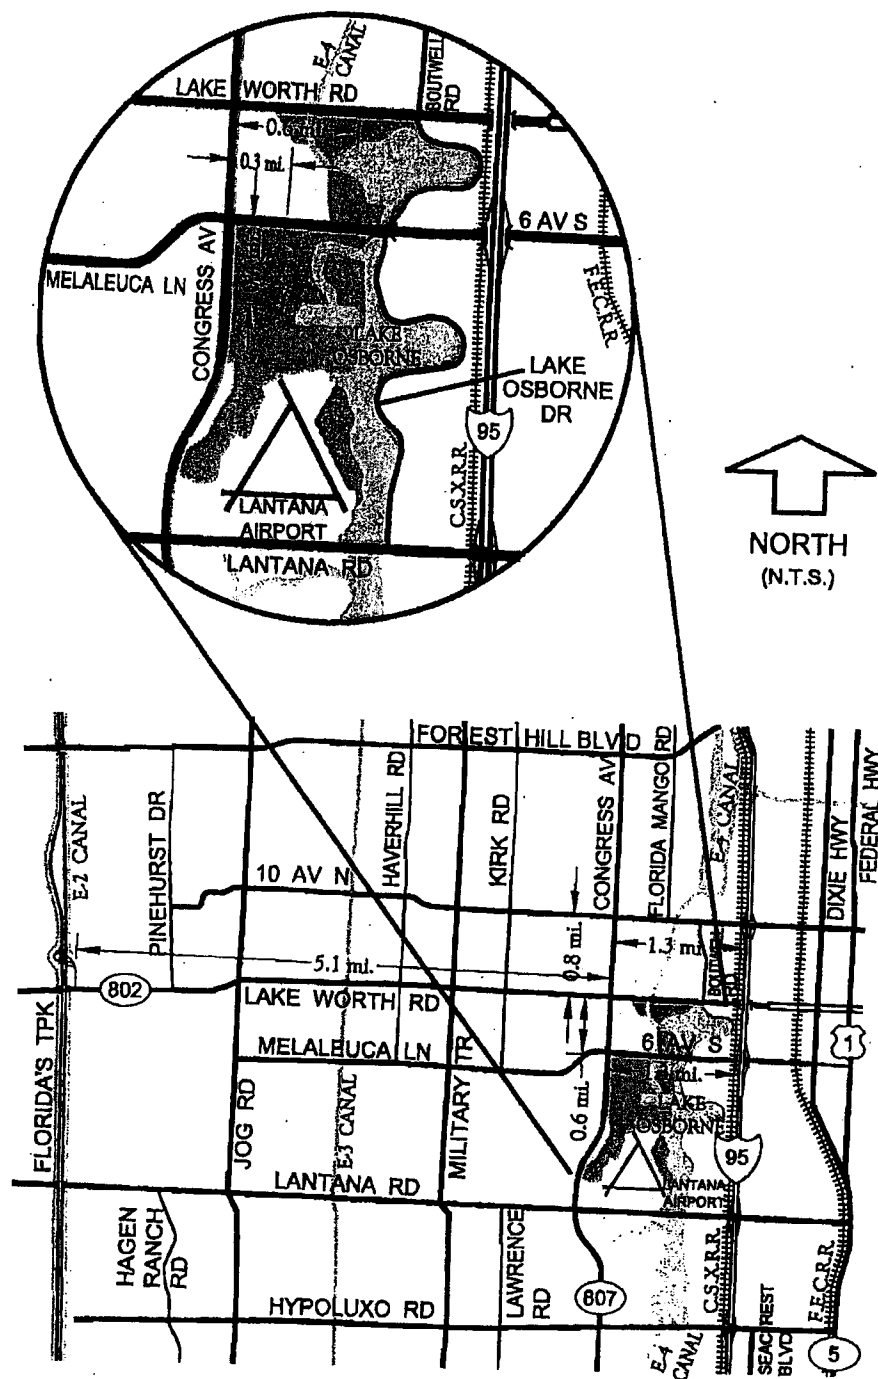 E-4
CANAL
BOUTWELL
RD
LAKE WORTH RD
0.3 mi.
6 AV S
MELALEUCA LN
CONGRESS AV
F.E.C.R.R.
LAKE
OSBORNE
LAKE
OSBORNE
DR
95
C.S.X.R.R.
LANTANA
AIRPORT
LANTANA RD
NORTH
(N.T.S.)
FOREST HILL BLVD
E-2 CANAL
PINEHURST DR
HAVERHILL RD
KIRK RD
CONGRESS AV
FLORIDA MANGO RD
E-4 CANAL
DIXIE HWY
FEDERAL HWY
10 AV N
5.1 mi.
0.8 mi.
1.3 mi.
BOUTWELL
RD
802
LAKE WORTH RD
FLORIDA'S TPK
MELALEUCA LN
6 AV S
1
JOG RD
E-3 CANAL
MILITARY TR
0.6 mi.
LAKE
OSBORNE
95
LANTANA
AIRPORT
LANTANA RD
HAGEN
RANCH
RD
LAWRENCE
RD
C.S.X.R.R.
F.E.C.R.R.
807
HYPOLUXO RD
E-4
CANAL
SEACREST
BLVD
5